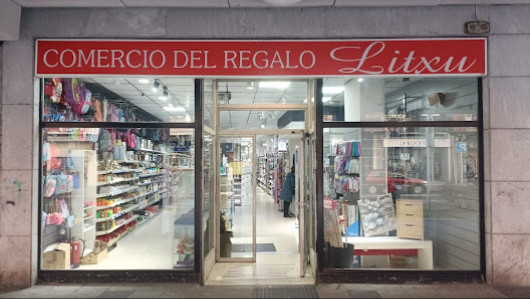 COMERCIO DEL REGALO Litxu